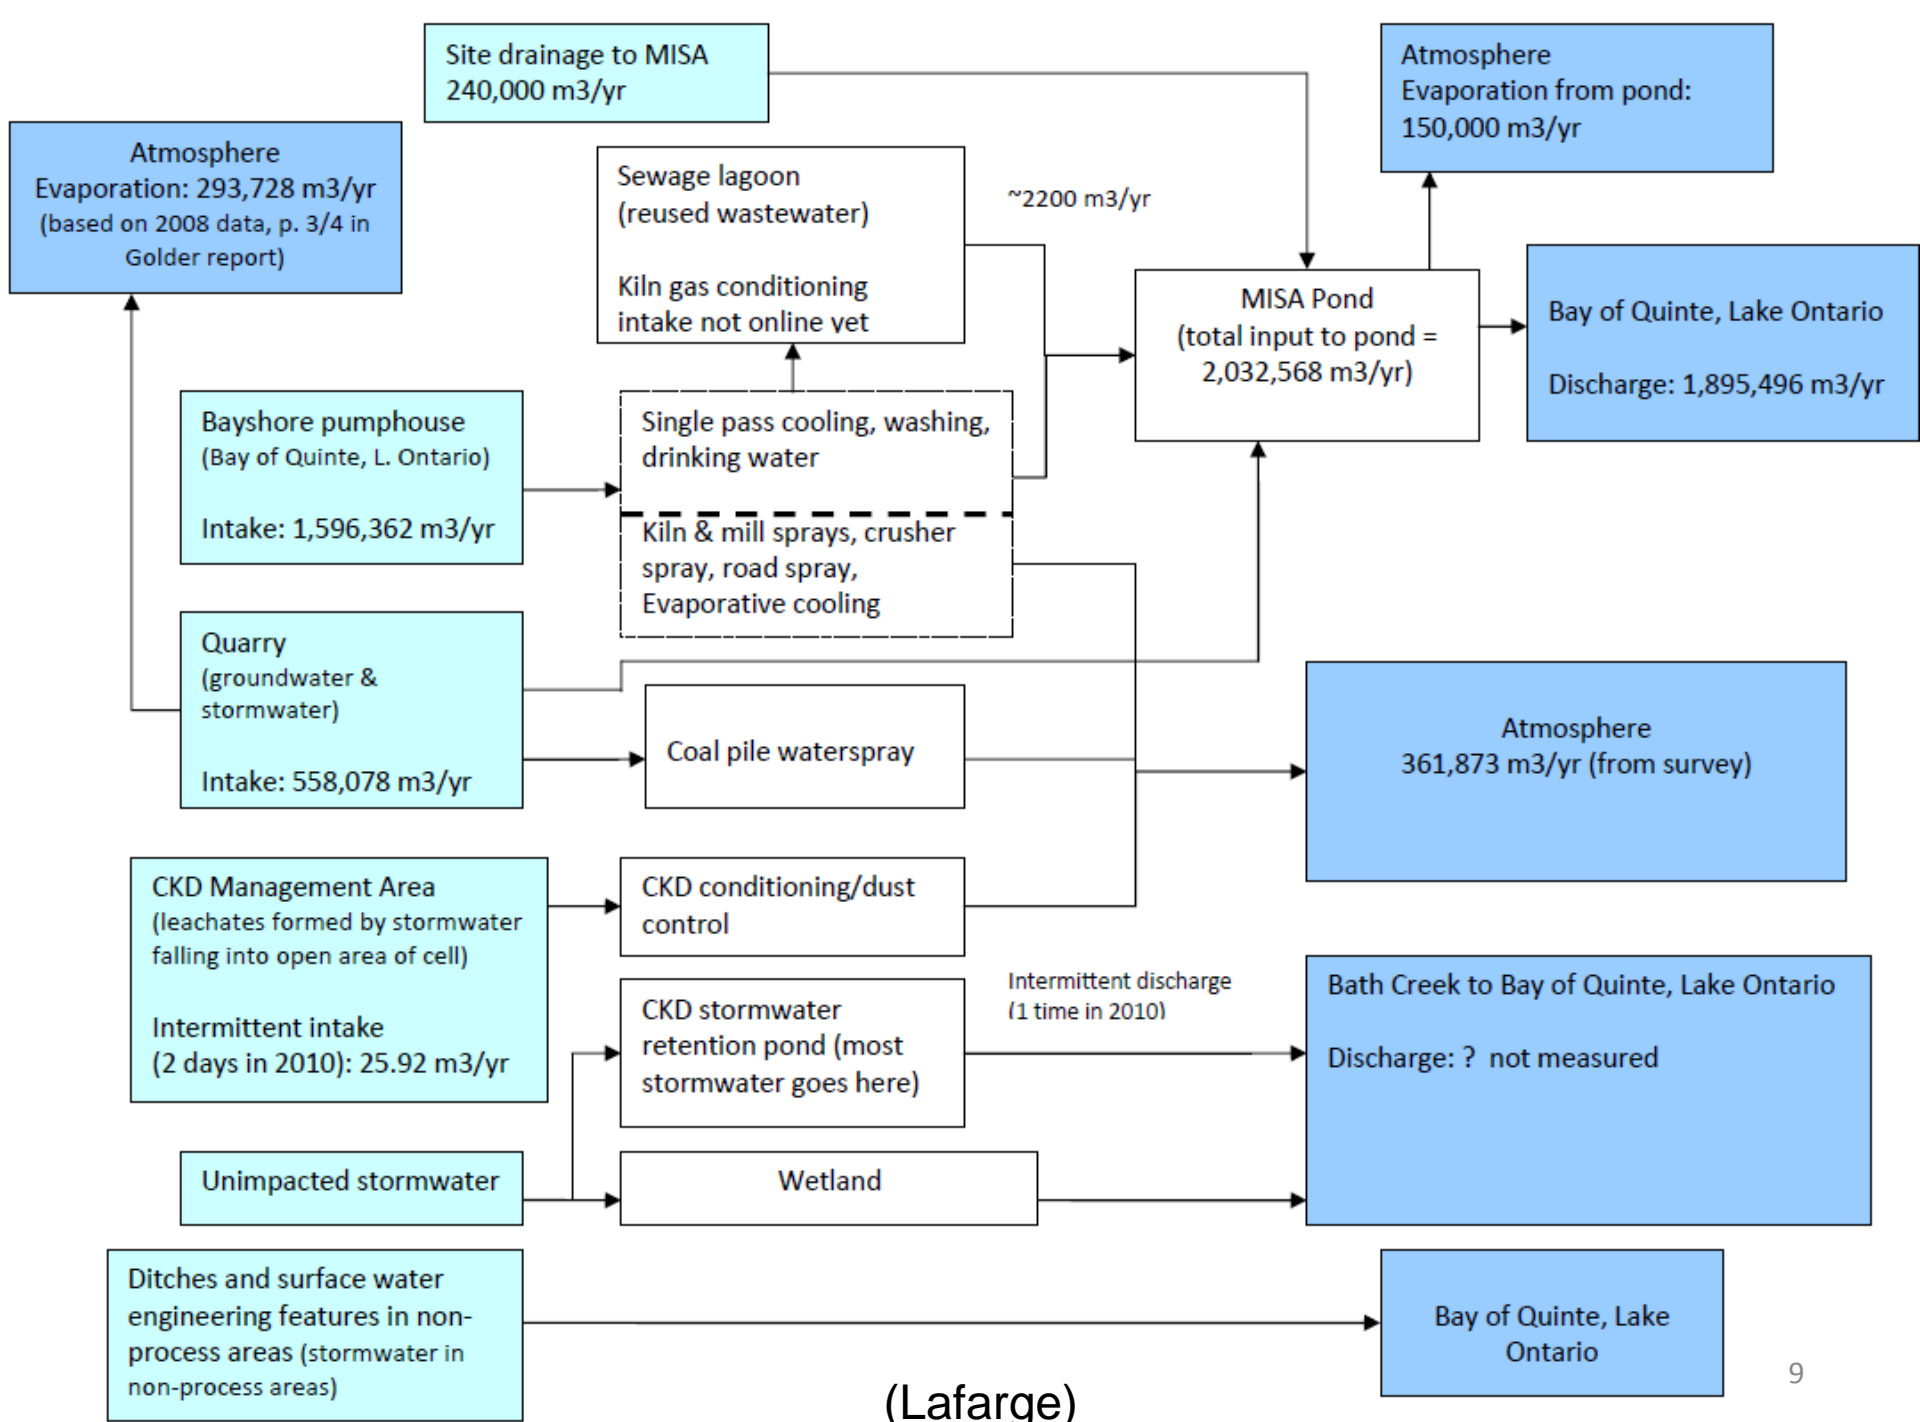 Site drainage to MISA
240,000 m3/yr
Atmosphere
Evaporation from pond:
150,000 m3/yr
Atmosphere
Evaporation: 293,728 m3/yr
(based on 2008 data, p. 3/4 in
Golder report)
Sewage lagoon
(reused wastewater)
Kiln gas conditioning
intake not online yet
~2200 m3/yr
MISA Pond
(total input to pond =
2,032,568 m3/yr)
Bay of Quinte, Lake Ontario
Discharge: 1,895,496 m3/yr
Bayshore pumphouse
(Bay of Quinte, L. Ontario)
Intake: 1,596,362 m3/yr
Single pass cooling, washing,
drinking water
Kiln & mill sprays, crusher
spray, road spray,
Evaporative cooling
Quarry
(groundwater &
stormwater)
Intake: 558,078 m3/yr
Coal pile waterspray
Atmosphere
361,873 m3/yr (from survey)
CKD Management Area
(leachates formed by stormwater
falling into open area of cell)
Intermittent intake
(2 days in 2010): 25.92 m3/yr
CKD conditioning/dust
control
CKD stormwater
retention pond (most
stormwater goes here)
Intermittent discharge
(1 time in 2010)
Bath Creek to Bay of Quinte, Lake Ontario
Discharge: ? not measured
Unimpacted stormwater
Wetland
Ditches and surface water
engineering features in non-
process areas (stormwater in
non-process areas)
Bay of Quinte, Lake
Ontario
9
(Lafarge)